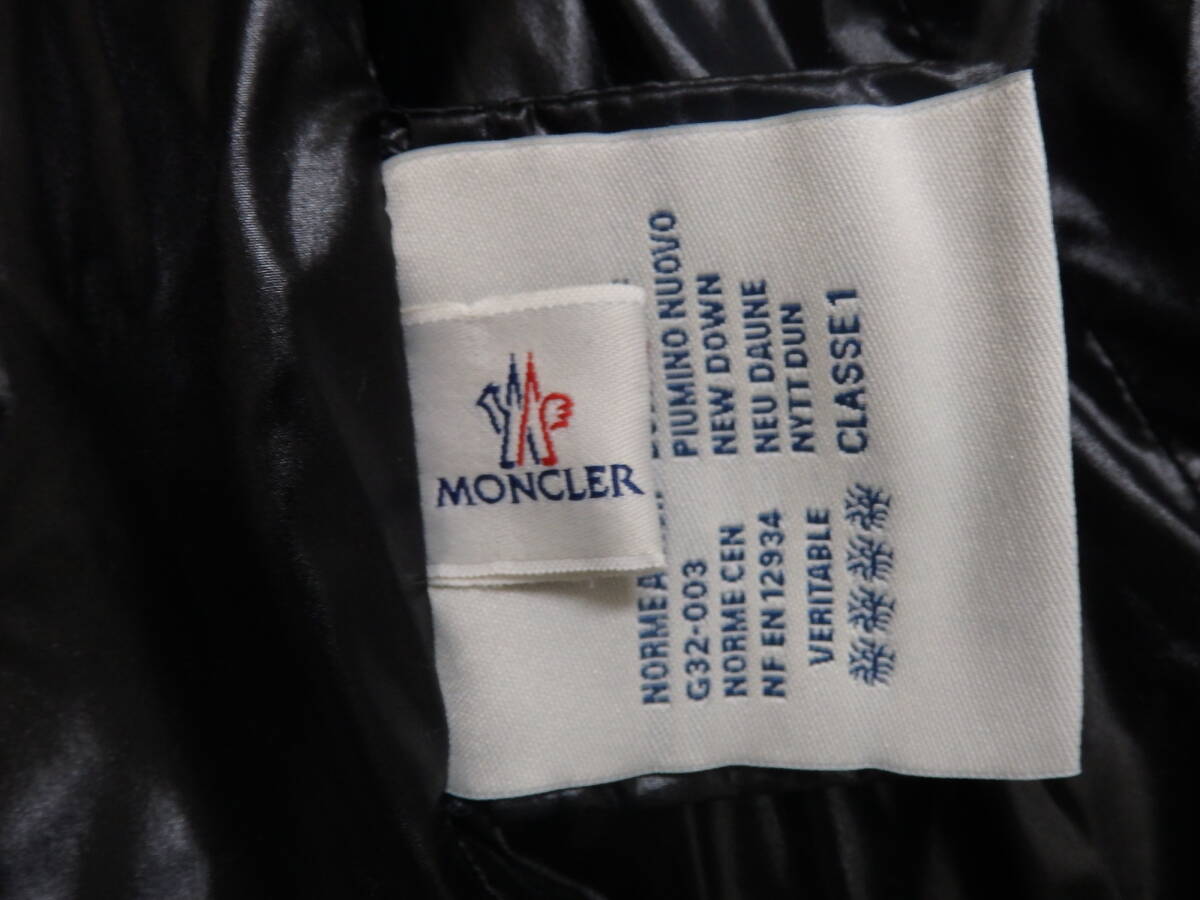 MONCLER
NORME
G32-003
NORME CEN
NF EN 12934
VERITABLE
PIUMINO NUOVO
NEW DOWN
NEU DAUNE
NYTT DUN
CLASSE 1